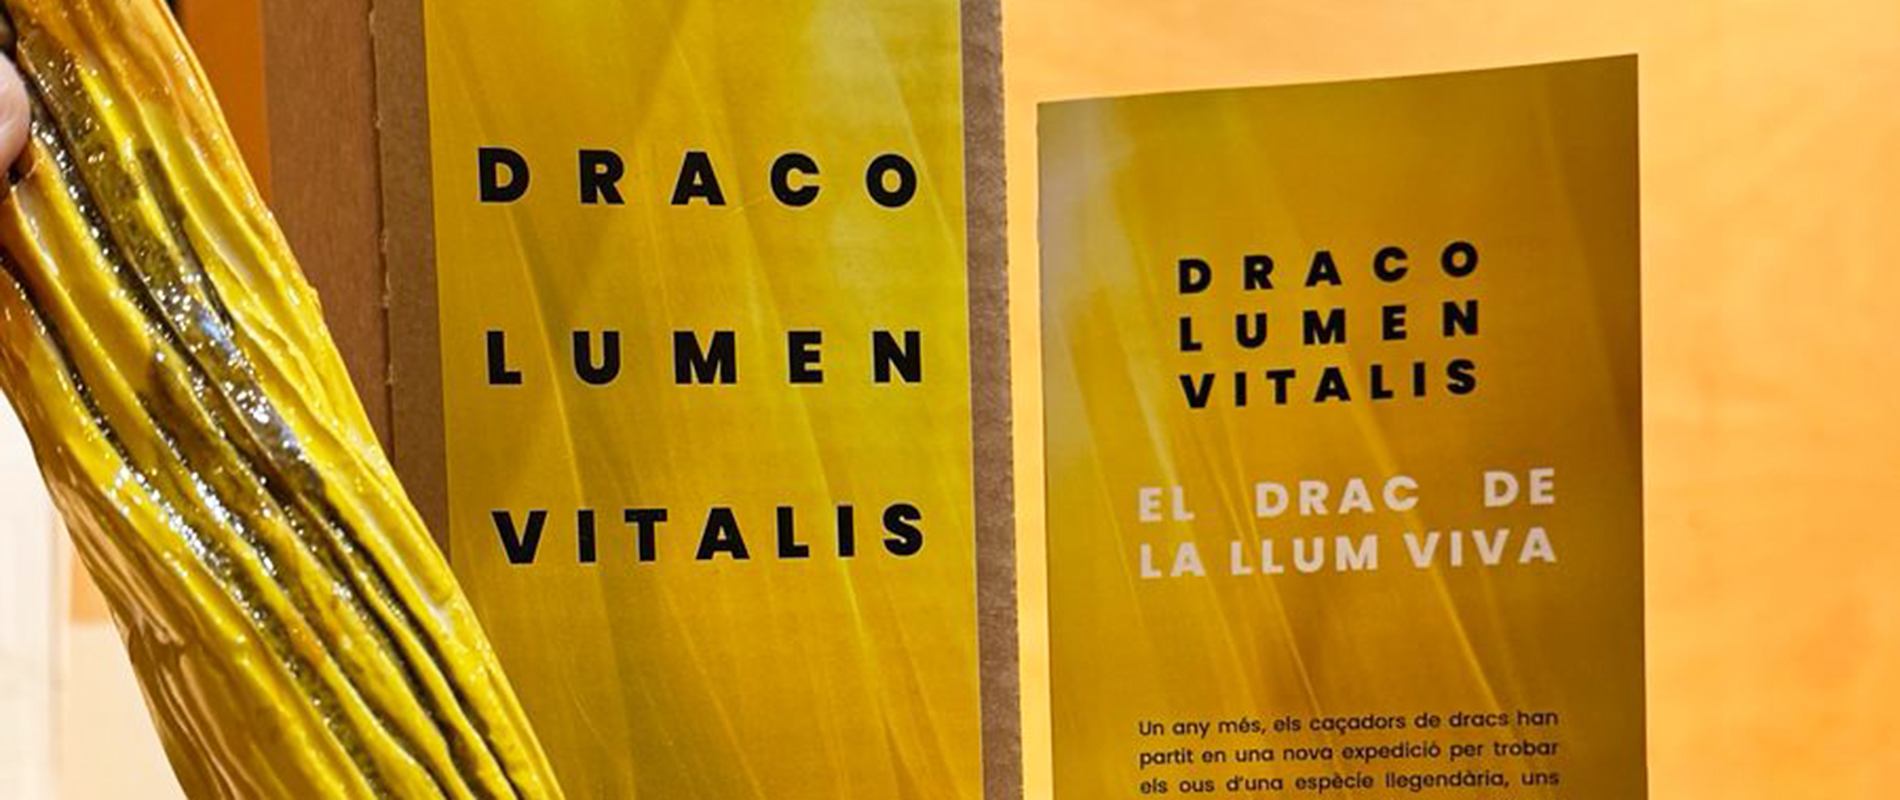 DRACO
LUMEN
VITALIS
DRACO
LUMEN
VITALIS
EL DRAC DE
LA LLUM VIVA
Un any més, els caçadors de dracs han
partit en una nova expedició per trobar
els ous d'una espècie llegendària, uns